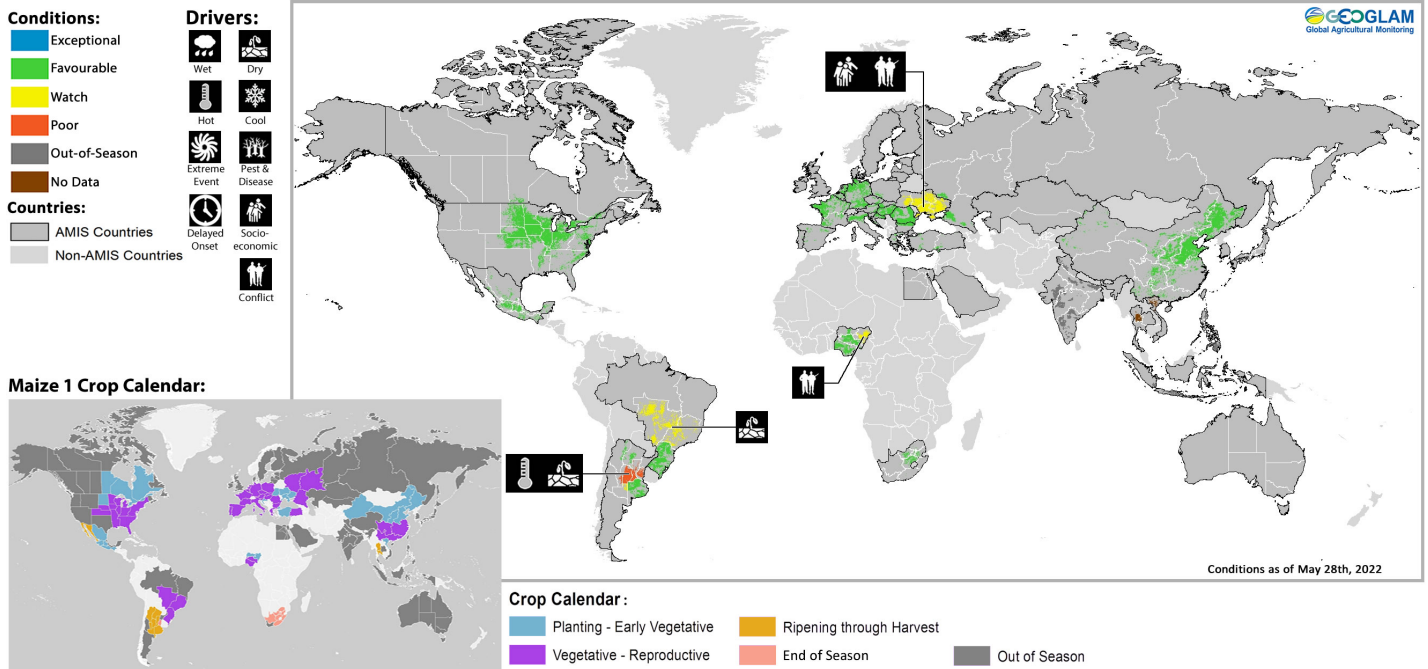 Conditions:
Exceptional
Favourable
Watch
Poor
Out-of-Season
No Data
Countries:
AMIS Countries
Non-AMIS Countries
Drivers:
Wet
Dry
Hot
Cool
Extreme
Event
Pest &
Disease
Delayed
Onset
Socio-
economic
Conflict
GEOGLAM
Global Agricultural Monitoring
Maize 1 Crop Calendar:
Conditions as of May 28th, 2022
Crop Calendar :
Planting - Early Vegetative
Ripening through Harvest
Vegetative - Reproductive
End of Season
Out of Season